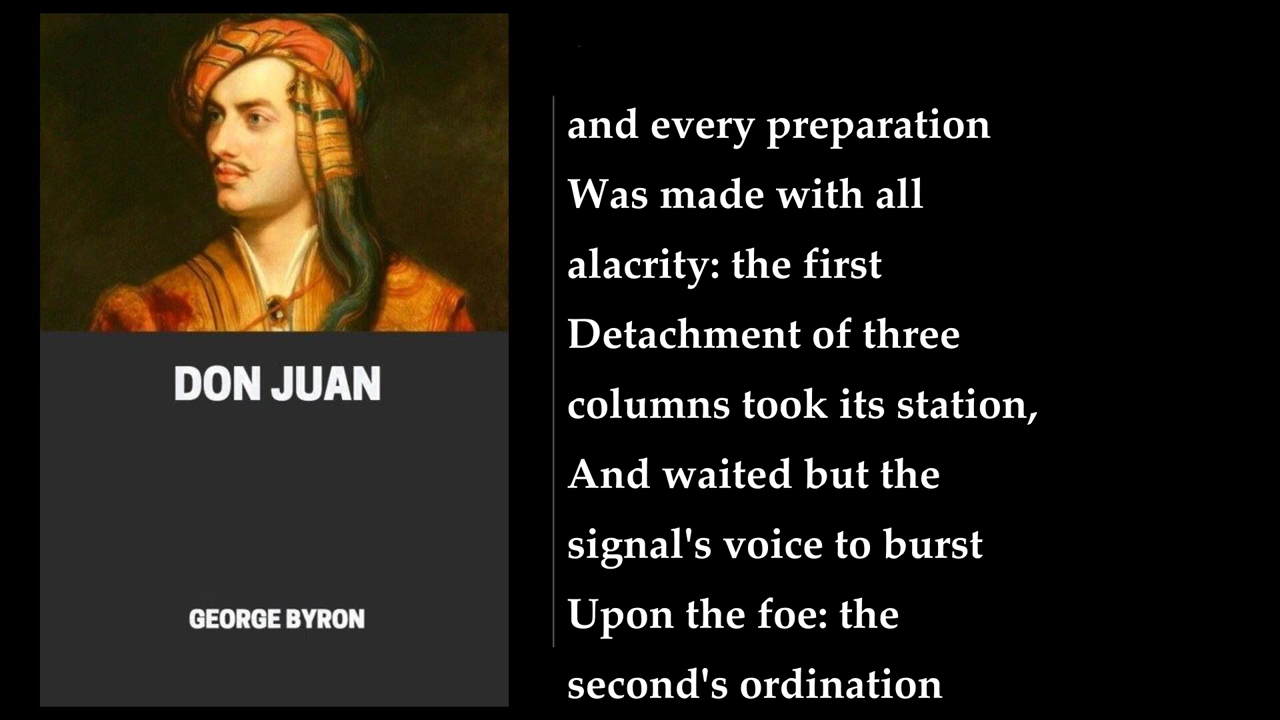 DON JUAN
GEORGE BYRON
and every preparation
Was made with all
alacrity: the first
Detachment of three
columns took its station,
And waited but the
signal's voice to burst
Upon the foe: the
second's ordination